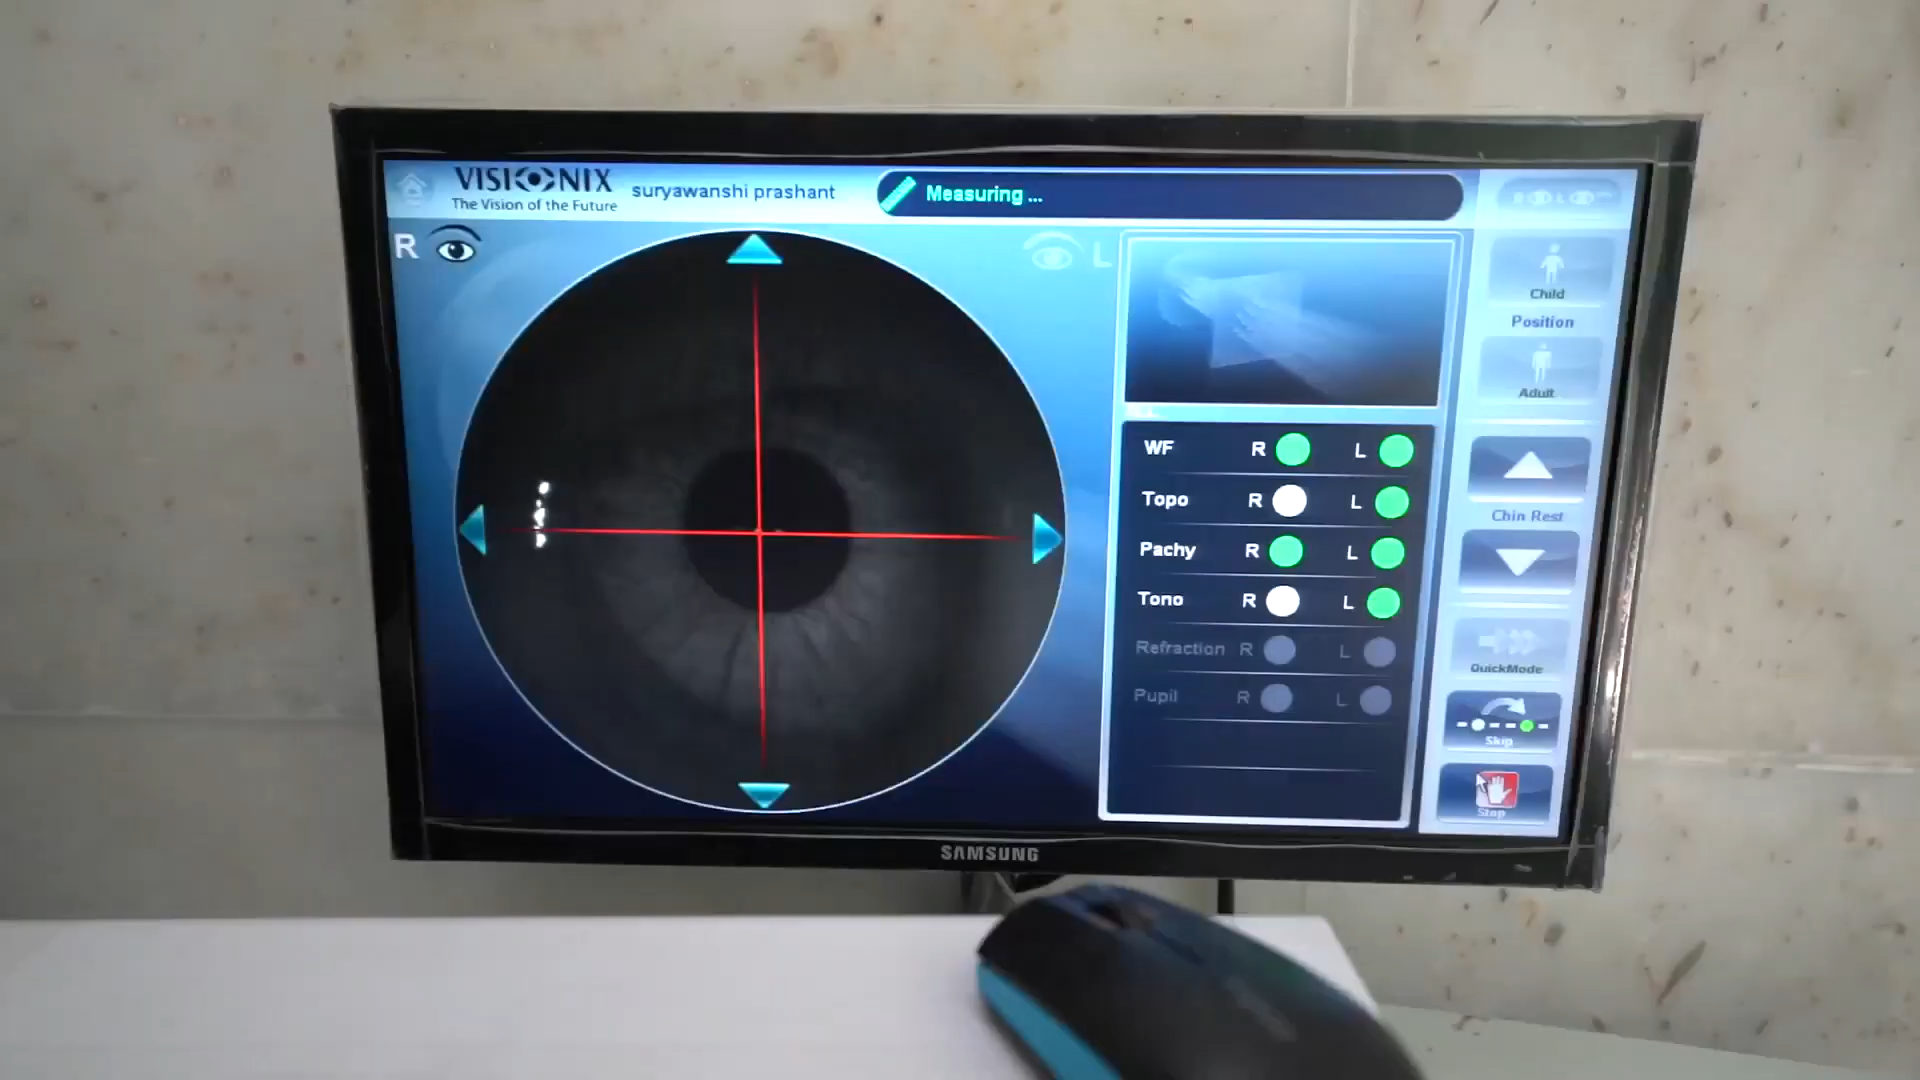 VISIONIX
The Vision of the Future
suryawanshi prashant
Measuring ...
R
L
Child
Position
Adult
WF R L
Topo R L
Pachy R L
Tono R L
Refraction R L
Pupil R L
Chin Rest
QuickMode
Skip
Stop
SAMSUNG